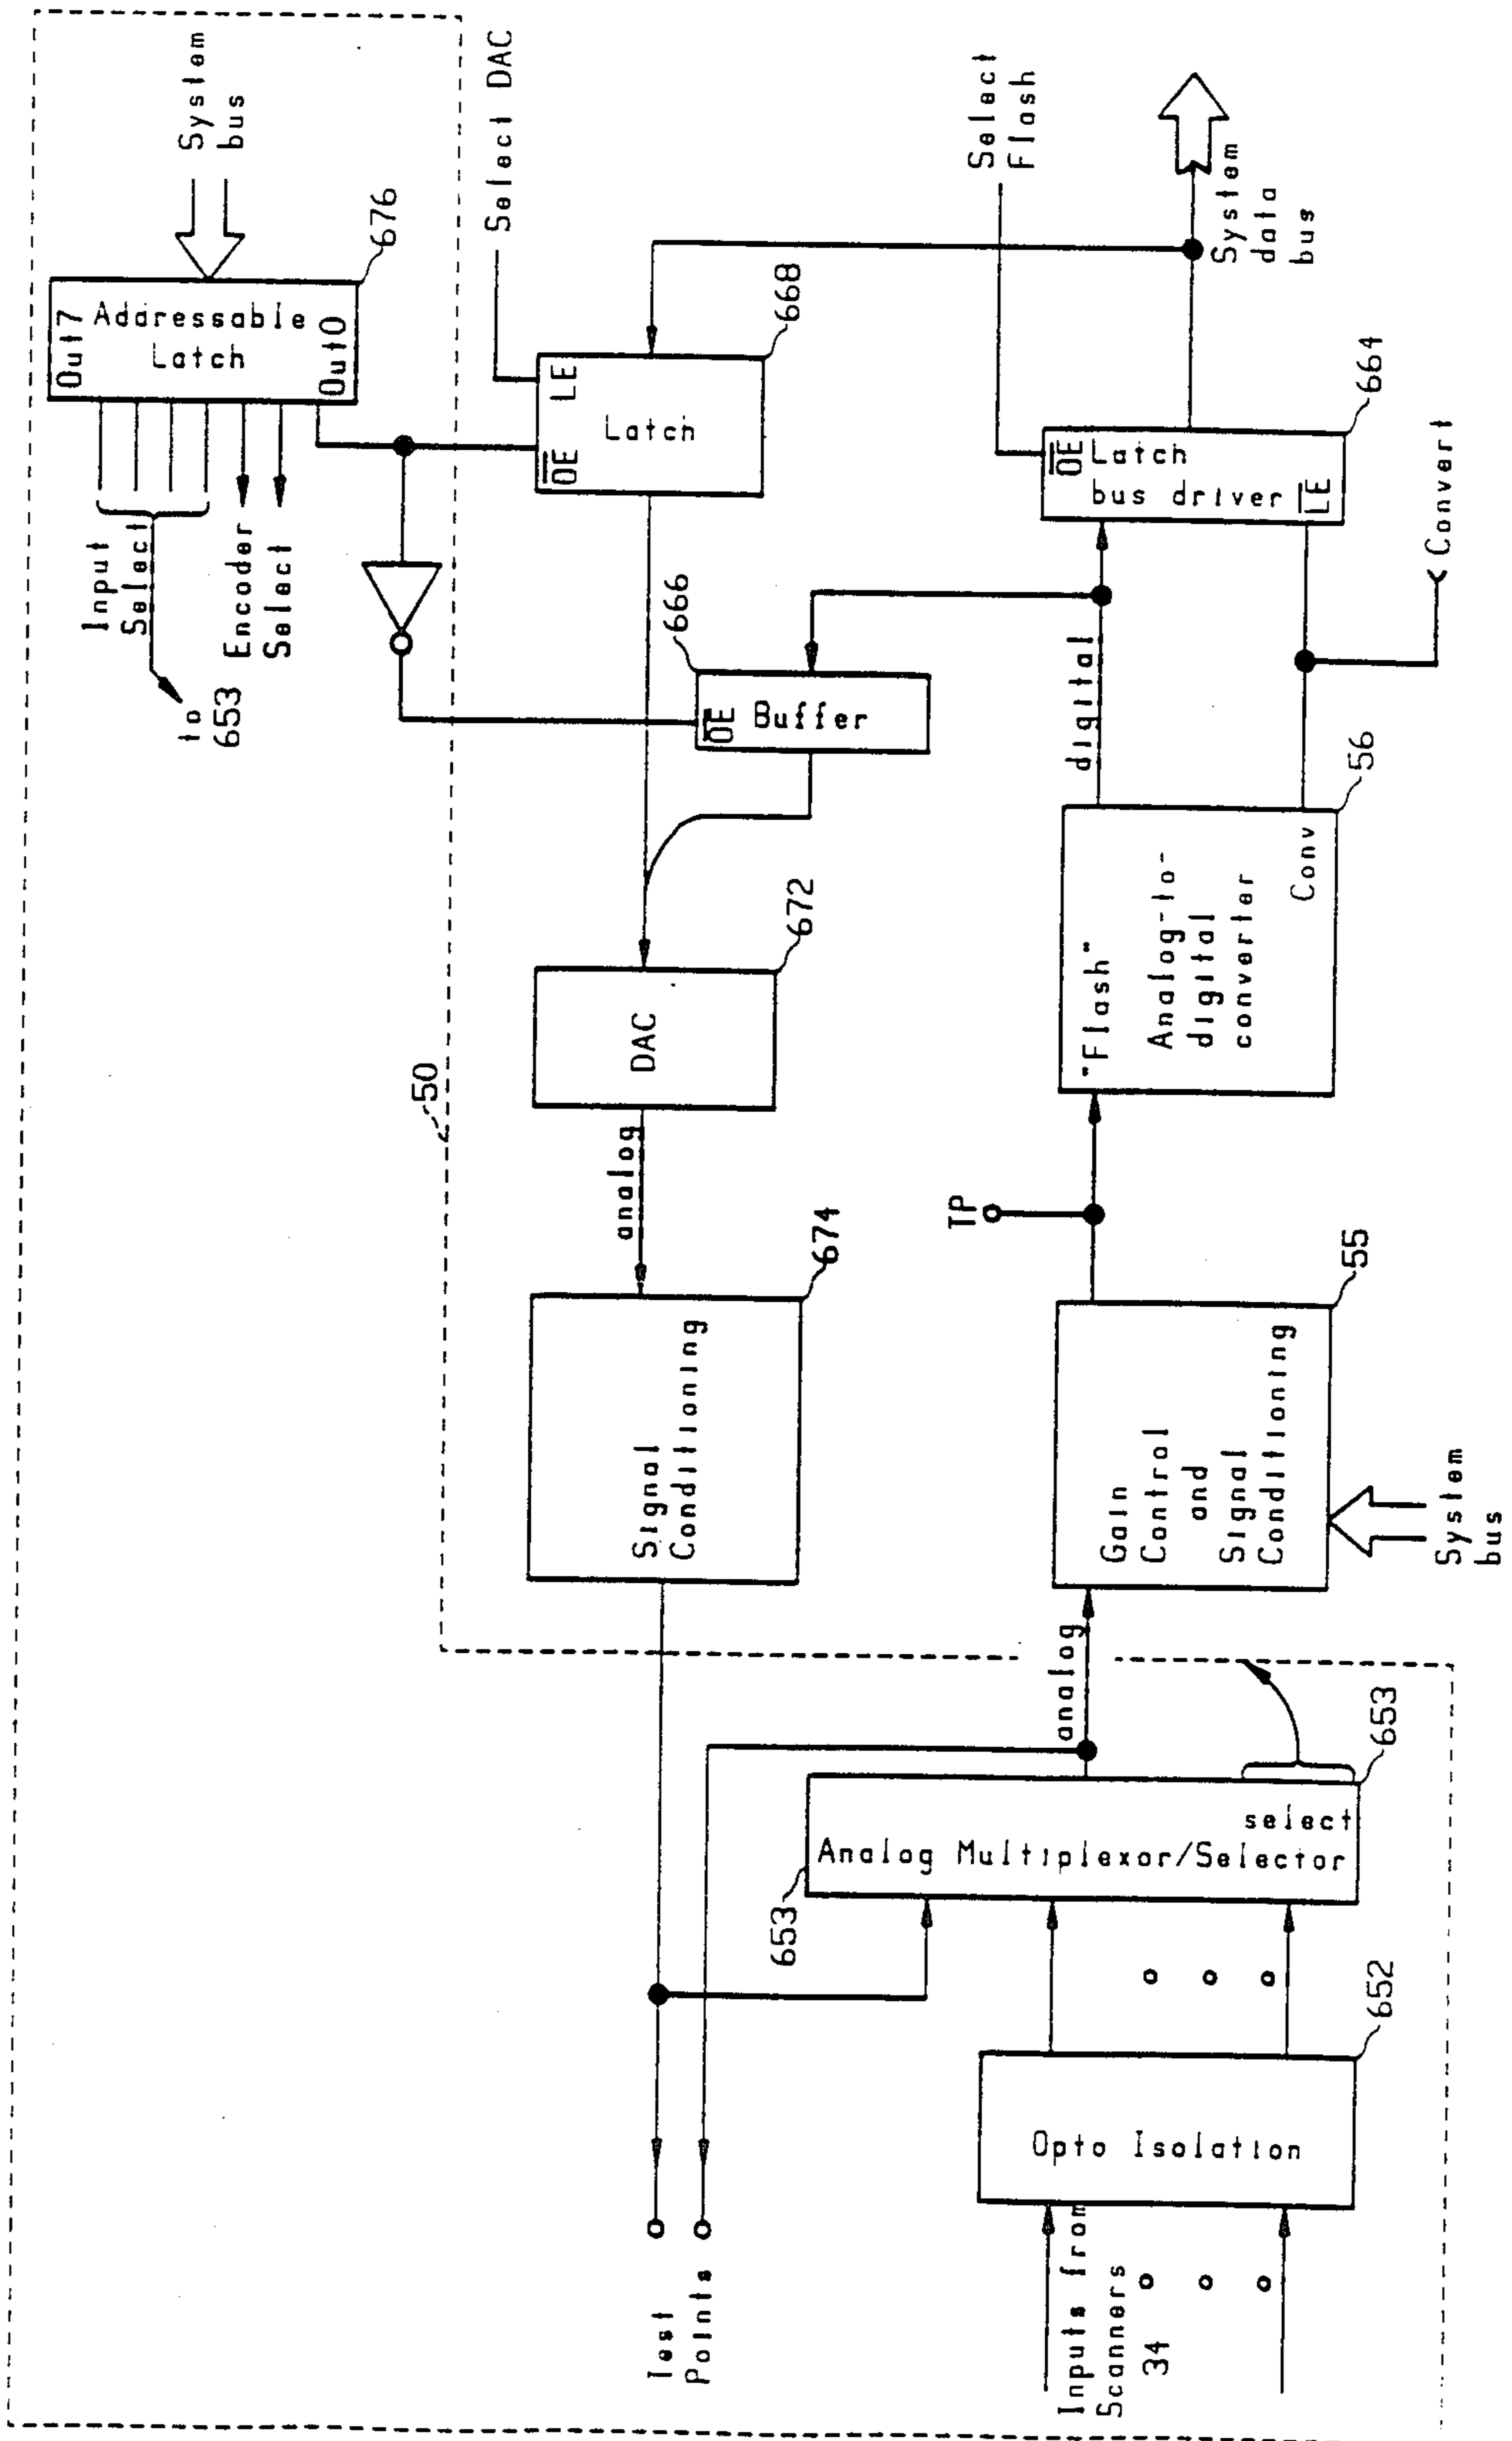 System
bus
Out7
Addressable
Latch
Out0
676
Input
Select
to
653
Encoder
Select
Select DAC
OE
LE
Latch
668
666
OE Buffer
DAC
672
analog
50
Signal
Conditioning
674
Test
Points
Select
Flash
System
data
bus
OE Latch
bus driver LE
664
Convert
digital
"Flash"
Analog-to-
digital
converter
Conv
56
TP
Gain
Control
and
Signal
Conditioning
55
System
bus
analog
653
select
Analog Multiplexor/Selector
653
Opto Isolation
652
Inputs from
Scanners
34